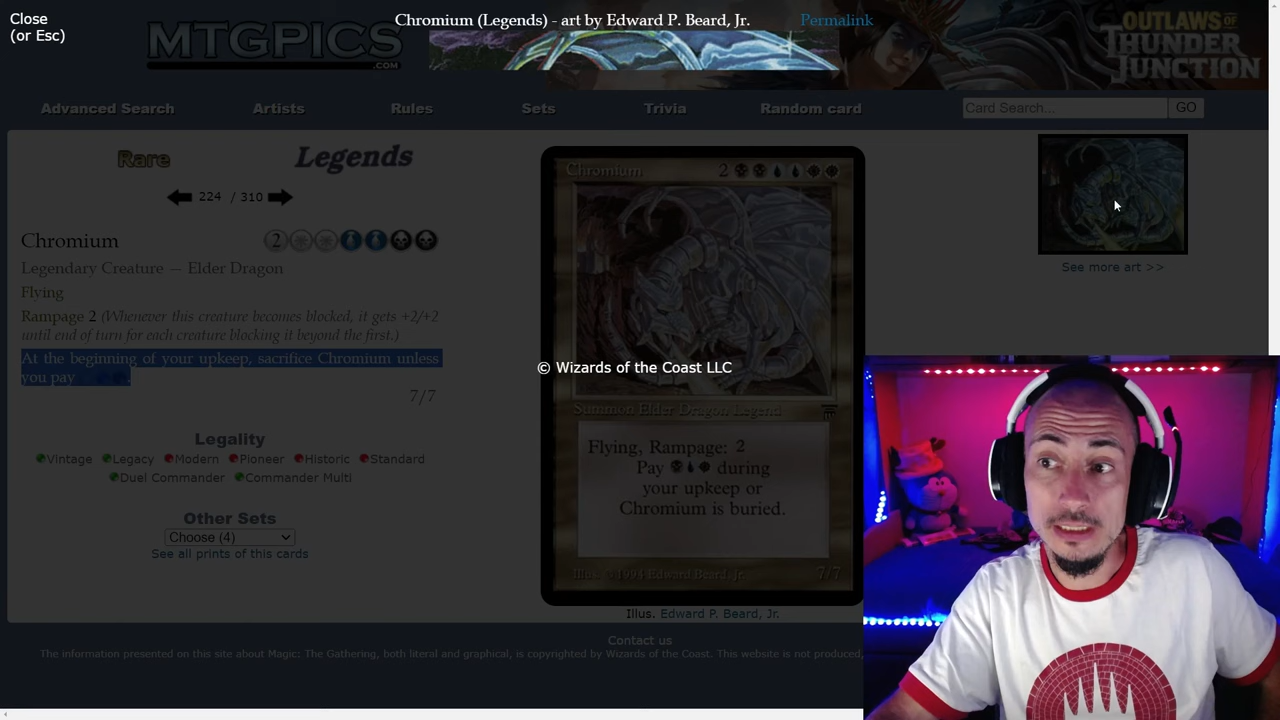 Close
(or Esc)
Chromium (Legends) - art by Edward P. Beard, Jr.
Permalink
MTGPICS
.COM
OUTLAWS OF
THUNDER
JUNCTION
Advanced Search
Artists
Rules
Sets
Trivia
Random card
Card Search...
GO
Rare
Legends
224 / 310
Chromium
2
Legendary Creature — Elder Dragon
Flying
Rampage 2 (Whenever this creature becomes blocked, it gets +2/+2
until end of turn for each creature blocking it beyond the first.)
At the beginning of your upkeep, sacrifice Chromium unless
you pay .
7/7
Legality
Vintage Legacy Modern Pioneer Historic Standard
Duel Commander Commander Multi
Other Sets
Choose (4)
See all prints of this cards
Chromium 2
© Wizards of the Coast LLC
Summon Elder Dragon Legend
Flying, Rampage: 2
Pay during
your upkeep or
Chromium is buried.
Illus. ©1994 Edward Beard, Jr.
7/7
Illus. Edward P. Beard, Jr.
See more art >>
Contact us
The information presented on this site about Magic: The Gathering, both literal and graphical, is copyrighted by Wizards of the Coast. This website is not produced,